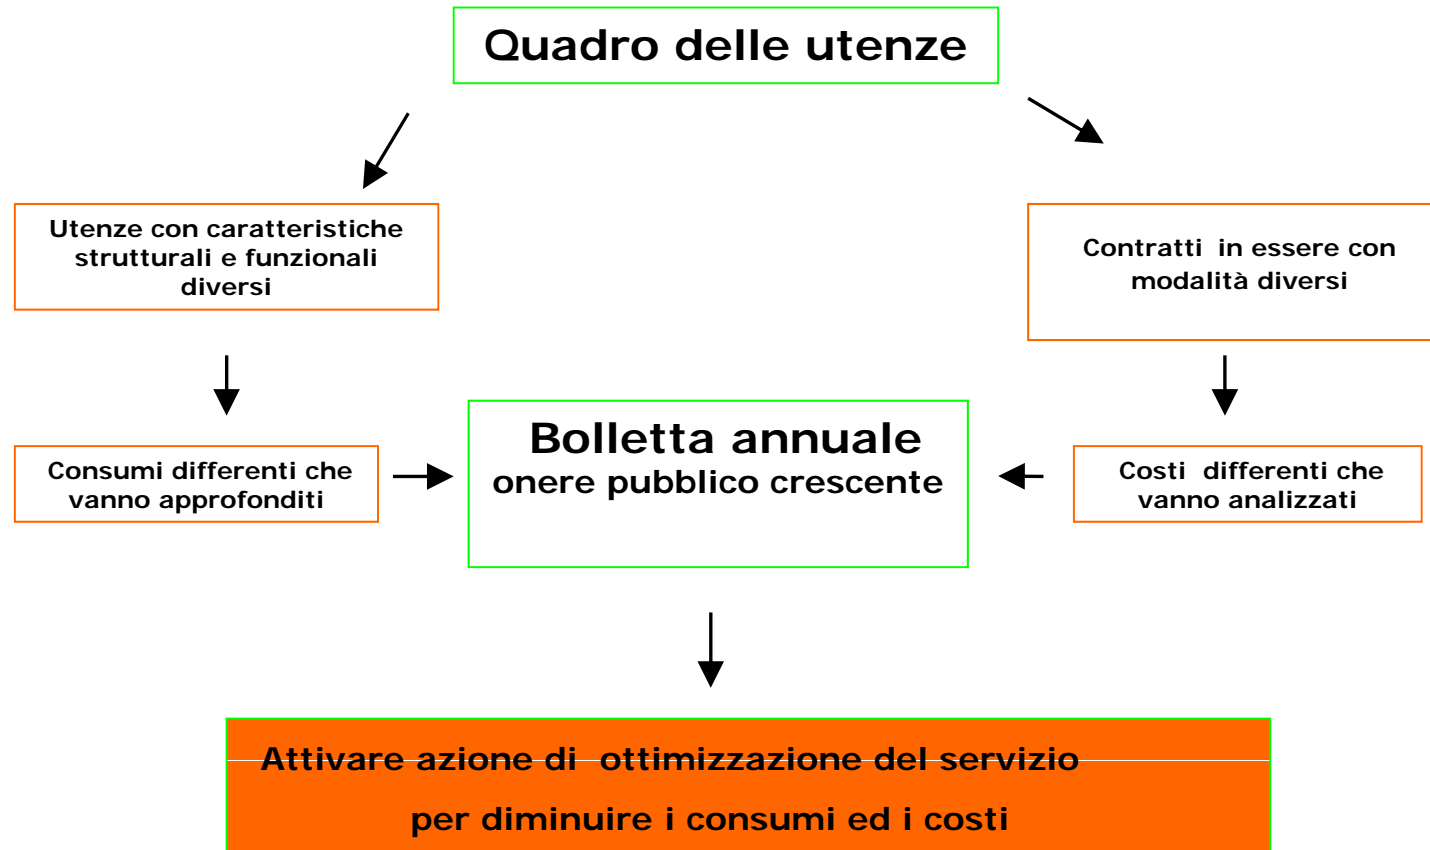 Quadro delle utenze
Utenze con caratteristiche
strutturali e funzionali
diversi
Contratti in essere con
modalità diversi
Bolletta annuale
onere pubblico crescente
Consumi differenti che
vanno approfonditi
Costi differenti che
vanno analizzati
Attivare azione di ottimizzazione del servizio
per diminuire i consumi ed i costi